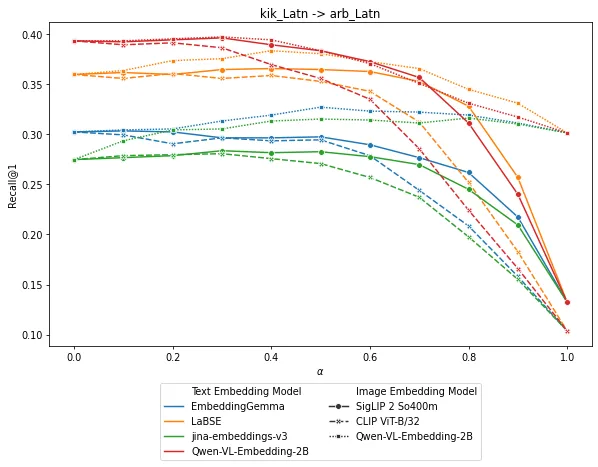 kik_Latn -> arb_Latn
Recall@1
0.40
0.35
0.30
0.25
0.20
0.15
0.10
0.0 0.2 0.4 0.6 0.8 1.0
α
Text Embedding Model Image Embedding Model
EmbeddingGemma SigLIP 2 So400m
LaBSE CLIP ViT-B/32
jina-embeddings-v3 Qwen-VL-Embedding-2B
Qwen-VL-Embedding-2B